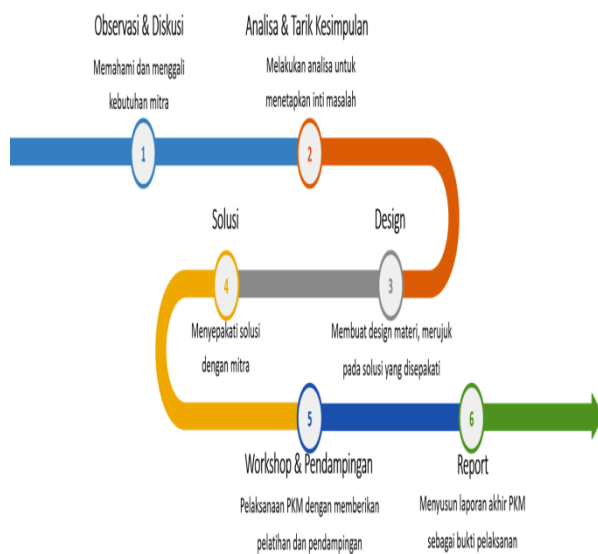 Observasi & Diskusi
Memahami dan menggali
kebutuhan mitra
1
Analisa & Tarik Kesimpulan
Melakukan analisa untuk
menetapkan inti masalah
2
Design
3
Membuat design materi, merujuk
pada solusi yang disepakati
Solusi
4
Menyepakati solusi
dengan mitra
5
Workshop & Pendampingan
Pelaksanaan PKM dengan memberikan
pelatihan dan pendampingan
6
Report
Menyusun laporan akhir PKM
sebagai bukti pelaksanan